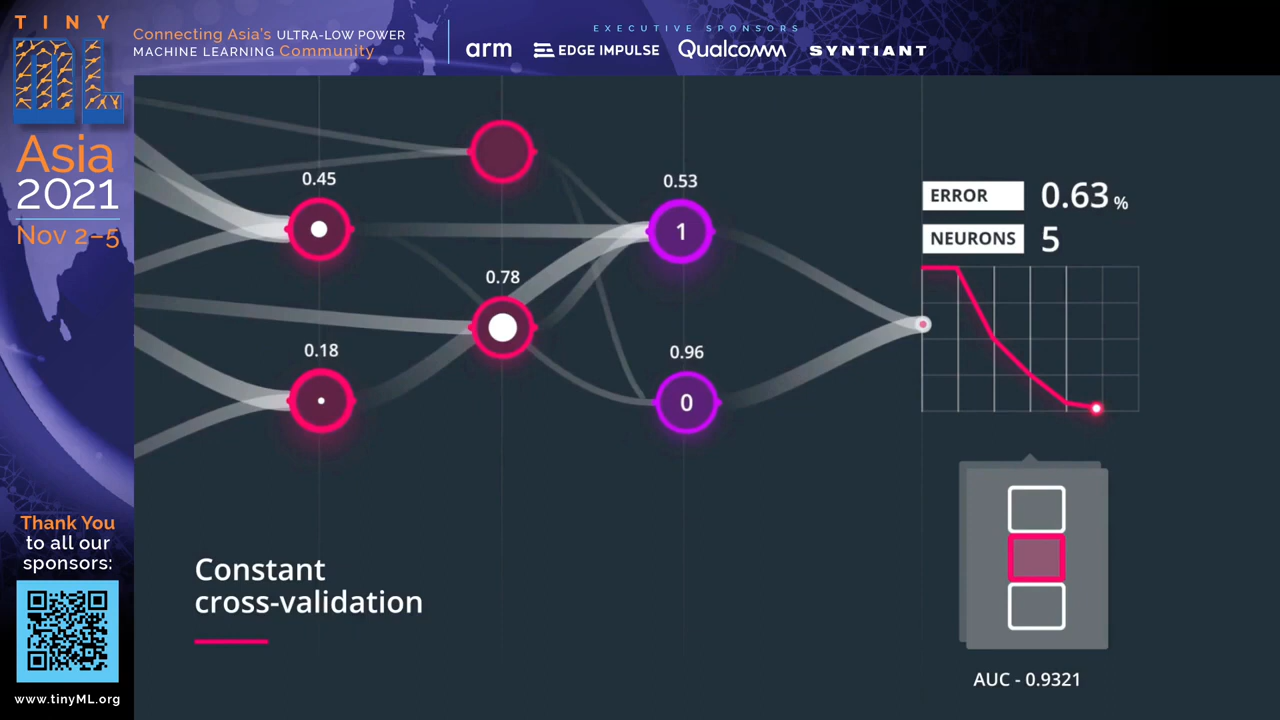 TINY
ML
Asia
2021
Nov 2–5
Connecting Asia's ULTRA-LOW POWER
MACHINE LEARNING Community
EXECUTIVE SPONSORS
arm
EDGE IMPULSE
Qualcomm
SYNTIANT
0.45
0.18
0.78
0.53
1
0.96
0
ERROR 0.63 %
NEURONS 5
Constant
cross-validation
AUC - 0.9321
Thank You
to all our
sponsors:
www.tinyML.org